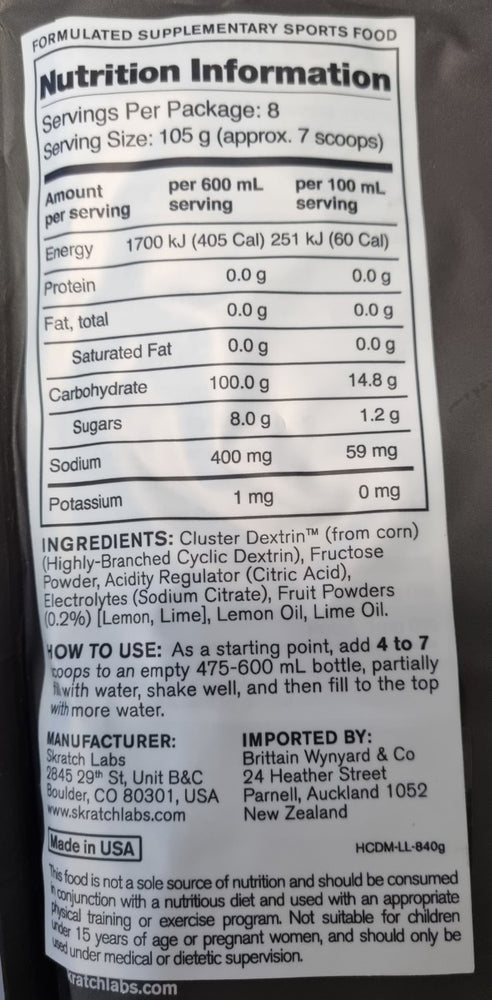 FORMULATED SUPPLEMENTARY SPORTS FOOD
Nutrition Information
Servings Per Package: 8
Serving Size: 105 g (approx. 7 scoops)
Amount per serving per 600 mL serving per 100 mL serving
Energy 1700 kJ (405 Cal) 251 kJ (60 Cal)
Protein 0.0 g 0.0 g
Fat, total 0.0 g 0.0 g
Saturated Fat 0.0 g 0.0 g
Carbohydrate 100.0 g 14.8 g
Sugars 8.0 g 1.2 g
Sodium 400 mg 59 mg
Potassium 1 mg 0 mg
INGREDIENTS: Cluster Dextrin™ (from corn)
(Highly-Branched Cyclic Dextrin), Fructose
Powder, Acidity Regulator (Citric Acid),
Electrolytes (Sodium Citrate), Fruit Powders
(0.2%) [Lemon, Lime], Lemon Oil, Lime Oil.
HOW TO USE: As a starting point, add 4 to 7
scoops to an empty 475-600 mL bottle, partially
fill with water, shake well, and then fill to the top
with more water.
MANUFACTURER:
Skratch Labs
2845 29th St, Unit B&C
Boulder, CO 80301, USA
www.skratchlabs.com
IMPORTED BY:
Brittain Wynyard & Co
24 Heather Street
Parnell, Auckland 1052
New Zealand
Made in USA
HCDM-LL-840g
This food is not a sole source of nutrition and should be consumed
in conjunction with a nutritious diet and used with an appropriate
physical training or exercise program. Not suitable for children
under 15 years of age or pregnant women, and should only be
used under medical or dietetic supervision.
kratchlabs.com